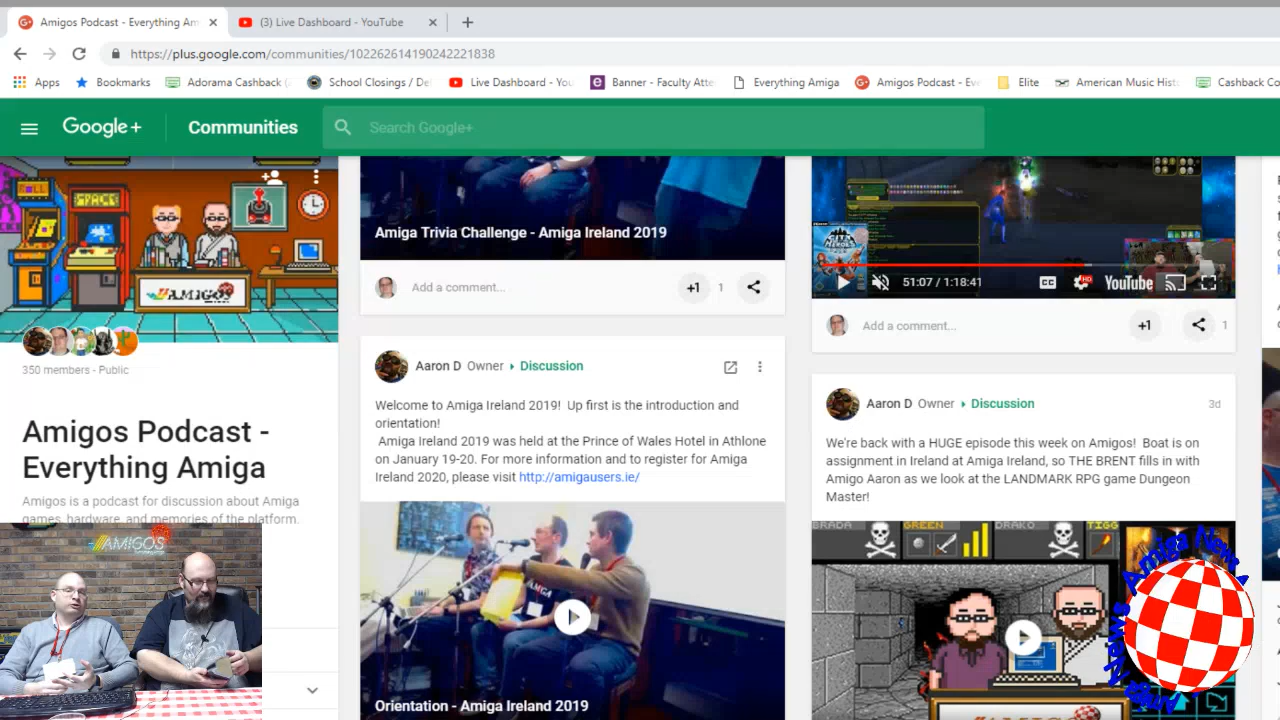 Amigos Podcast - Everything Am
(3) Live Dashboard - YouTube
https://plus.google.com/communities/102262614190242221838
Apps
Bookmarks
Adorama Cashback
School Closings / De
Live Dashboard - You
Banner - Faculty Atte
Everything Amiga
Amigos Podcast - Eve
Elite
American Music Hist
Cashback Co
Google+
Communities
Search Google+
SPACE
AMIGOS
350 members - Public
Amigos Podcast -
Everything Amiga
Amigos is a podcast for discussion about Amiga
games, hardware, and memories of the platform.
AMIGOS
Amiga Trivia Challenge - Amiga Ireland 2019
Add a comment...
+1
1
Aaron D Owner Discussion
Welcome to Amiga Ireland 2019! Up first is the introduction and
orientation!
Amiga Ireland 2019 was held at the Prince of Wales Hotel in Athlone
on January 19-20. For more information and to register for Amiga
Ireland 2020, please visit http://amigausers.ie/
Orientation - Amiga Ireland 2019
51:07 / 1:18:41
CC
HD
YouTube
Add a comment...
+1
1
Aaron D Owner Discussion
3d
We're back with a HUGE episode this week on Amigos! Boat is on
assignment in Ireland at Amiga Ireland, so THE BRENT fills in with
Amigo Aaron as we look at the LANDMARK RPG game Dungeon
Master!
BRADA
GREEN
DRAKO
TIGG
AMIGOS
Amiga News